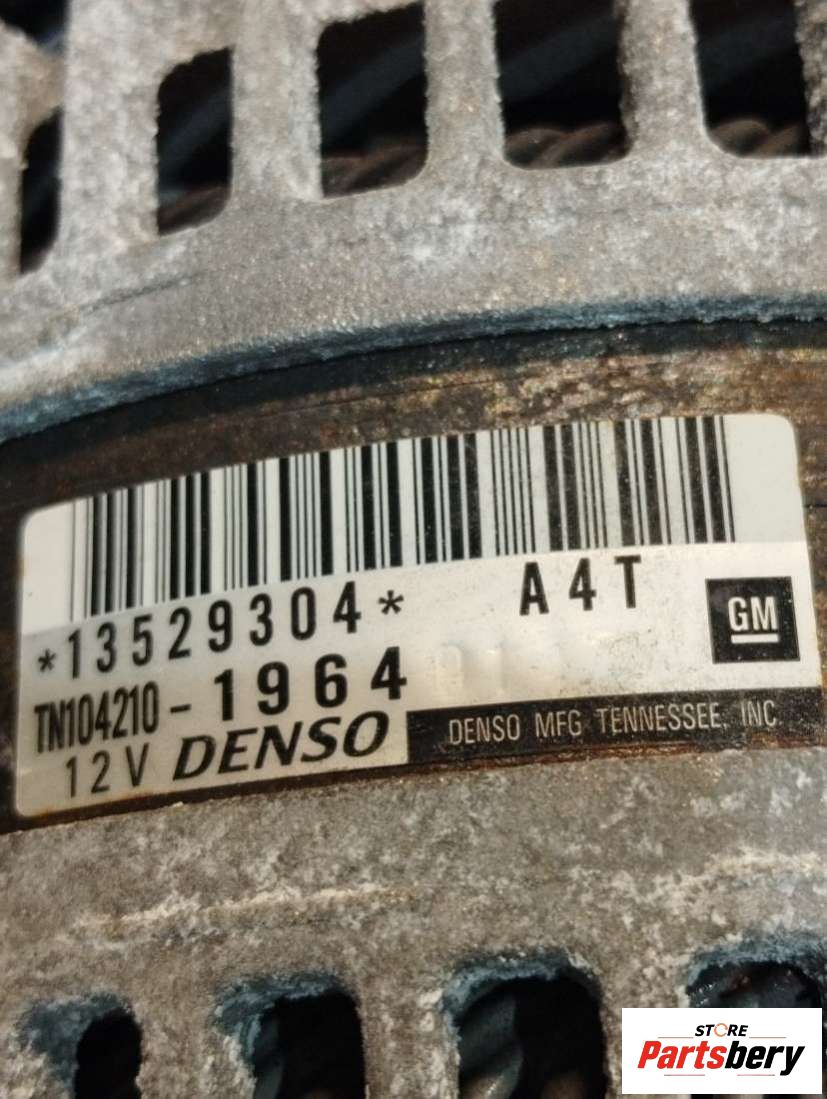 *13529304* A4T
GM
TN104210-1964
12V DENSO
DENSO MFG TENNESSEE, INC
STORE
Partsbery